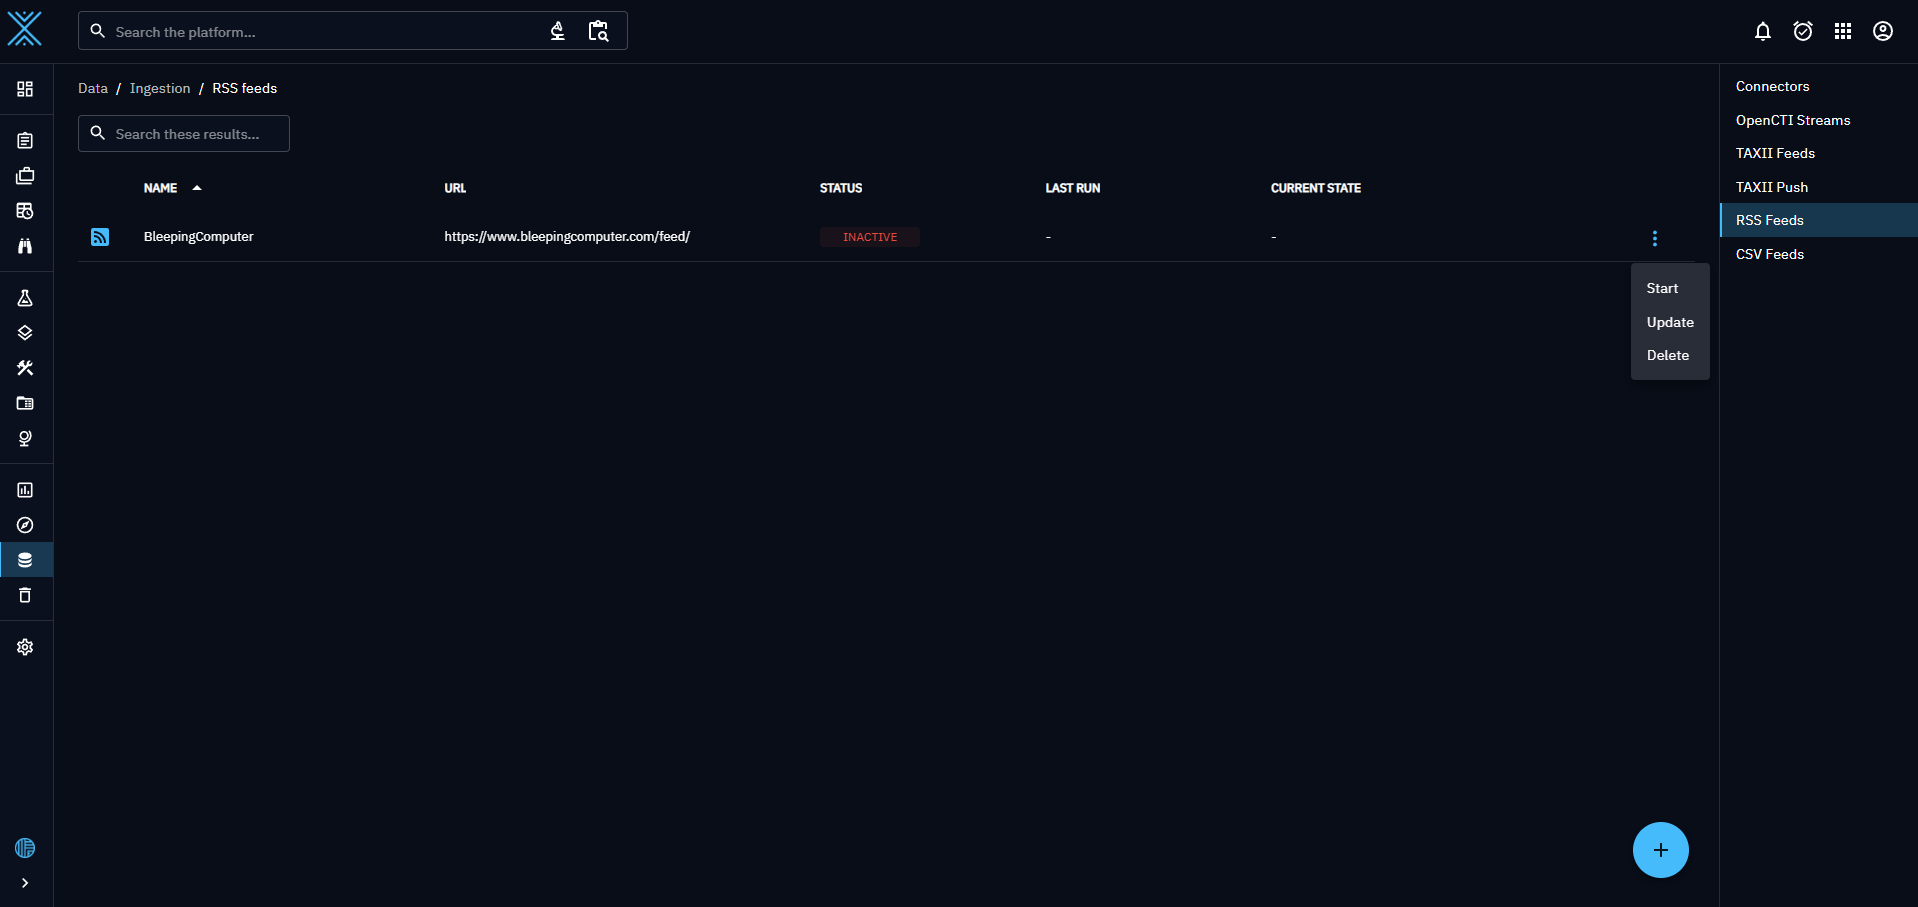 Search the platform...
Data / Ingestion / RSS feeds
Search these results...
NAME URL STATUS LAST RUN CURRENT STATE
BleepingComputer https://www.bleepingcomputer.com/feed/ INACTIVE - -
Start
Update
Delete
Connectors
OpenCTI Streams
TAXII Feeds
TAXII Push
RSS Feeds
CSV Feeds